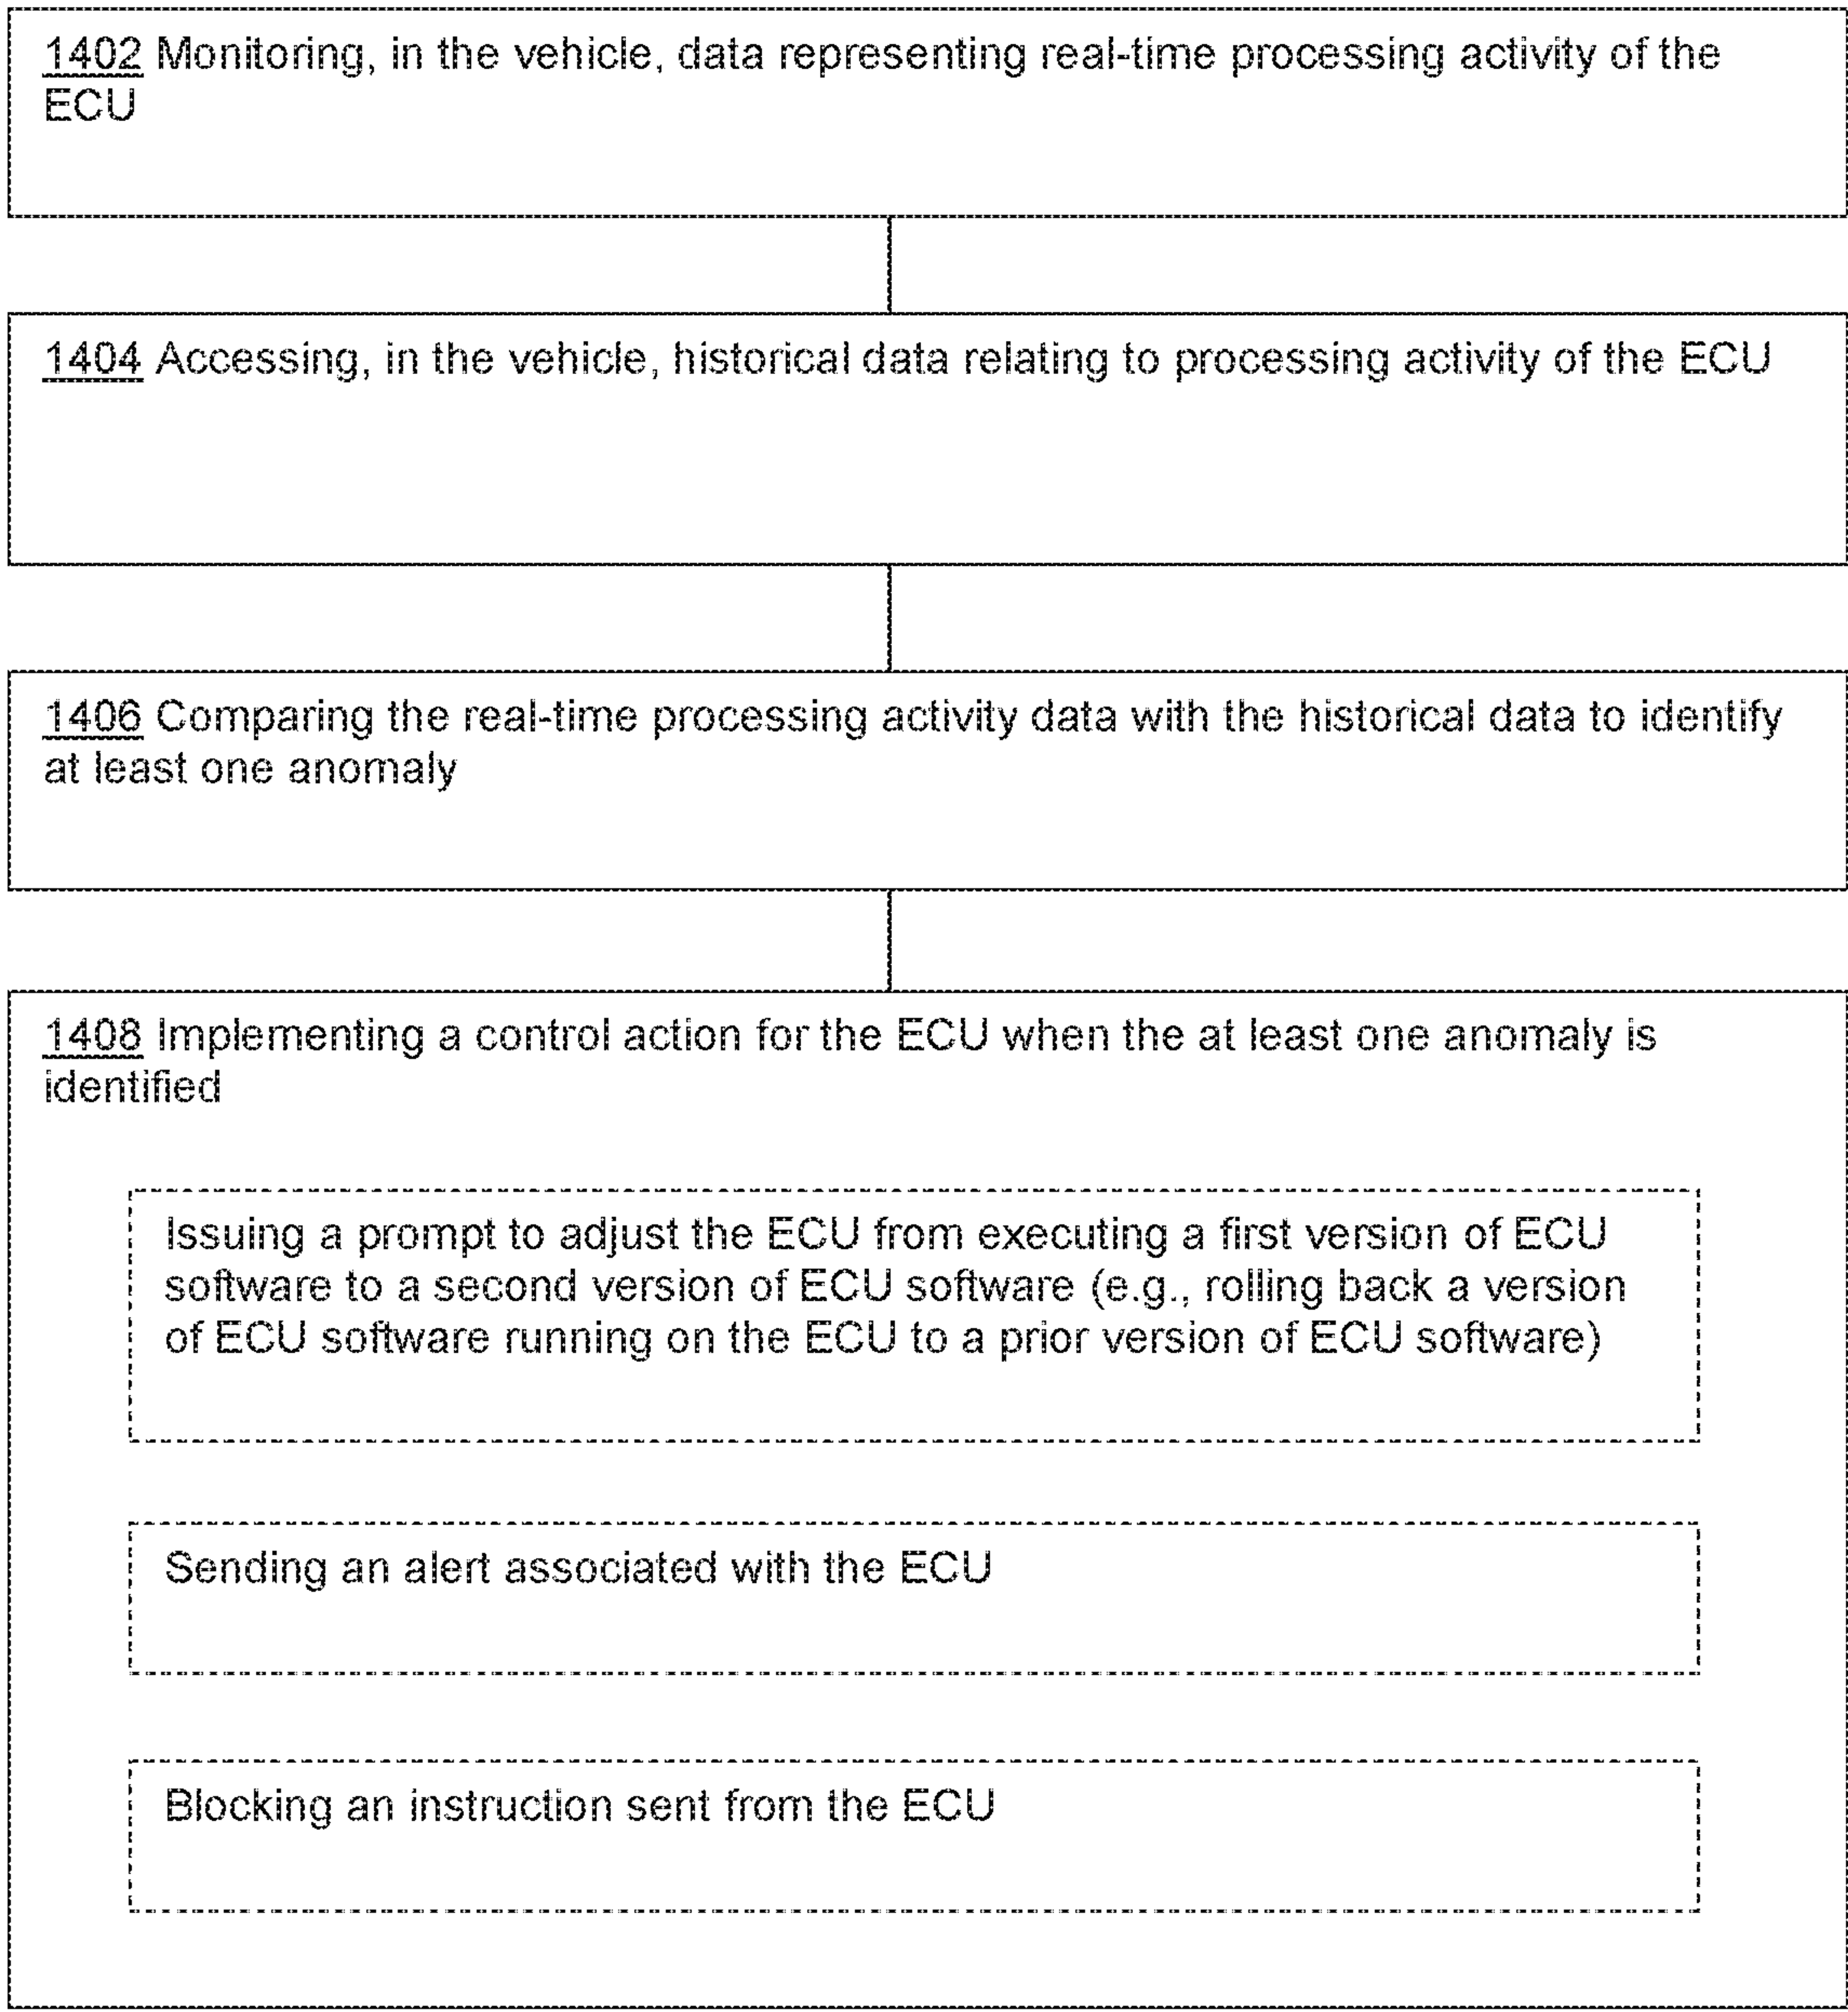 1402 Monitoring, in the vehicle, data representing real-time processing activity of the
ECU
1404 Accessing, in the vehicle, historical data relating to processing activity of the ECU
1406 Comparing the real-time processing activity data with the historical data to identify
at least one anomaly
1408 Implementing a control action for the ECU when the at least one anomaly is
identified
Issuing a prompt to adjust the ECU from executing a first version of ECU
software to a second version of ECU software (e.g., rolling back a version
of ECU software running on the ECU to a prior version of ECU software)
Sending an alert associated with the ECU
Blocking an instruction sent from the ECU